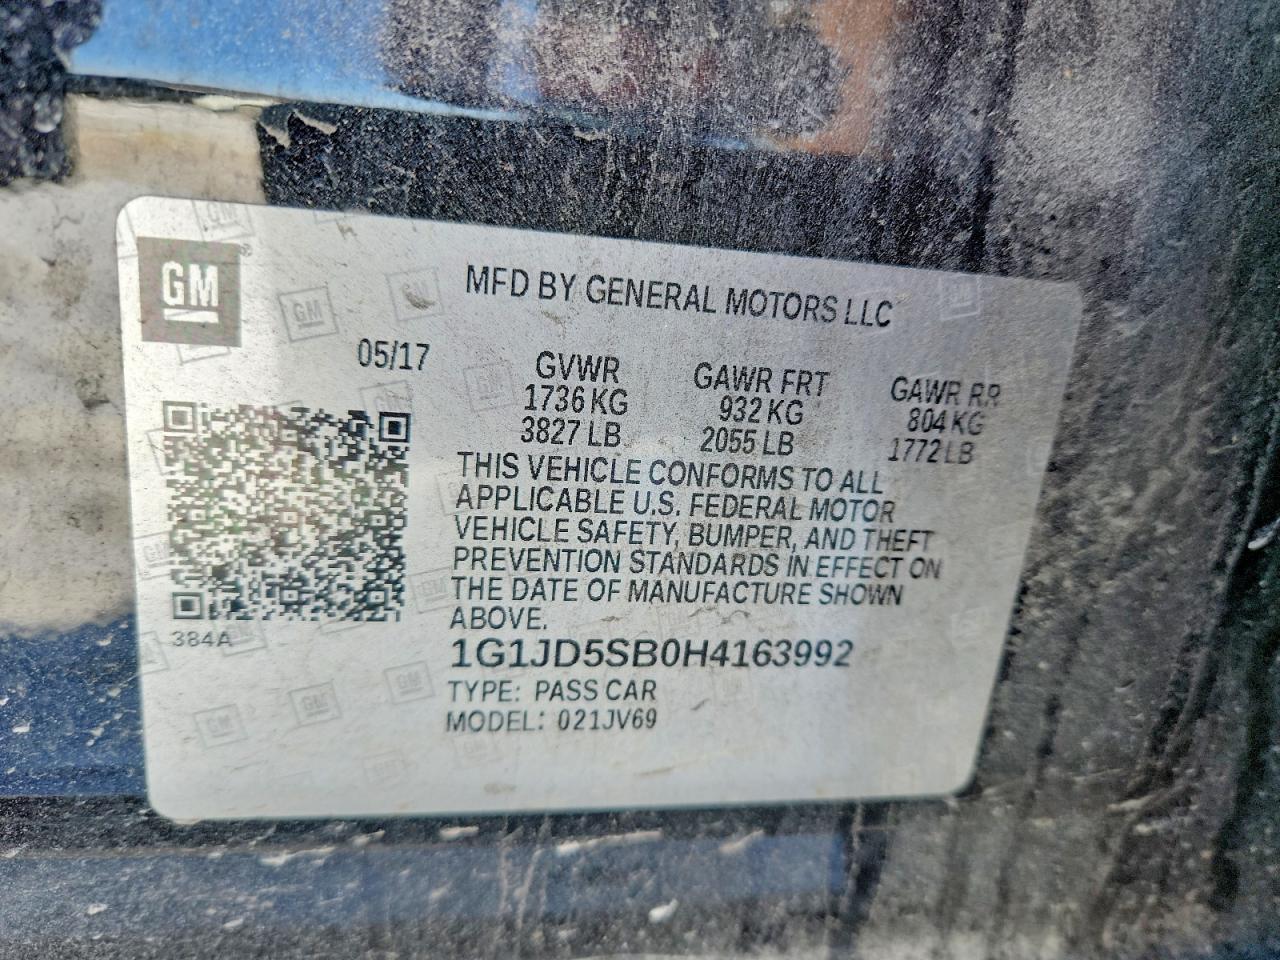 GM
MFD BY GENERAL MOTORS LLC
05/17
GVWR GAWR FRT GAWR RR
1736 KG 932 KG 804 KG
3827 LB 2055 LB 1772 LB
THIS VEHICLE CONFORMS TO ALL
APPLICABLE U.S. FEDERAL MOTOR
VEHICLE SAFETY, BUMPER, AND THEFT
PREVENTION STANDARDS IN EFFECT ON
THE DATE OF MANUFACTURE SHOWN
ABOVE.
384A
1G1JD5SB0H4163992
TYPE: PASS CAR
MODEL: 021JV69